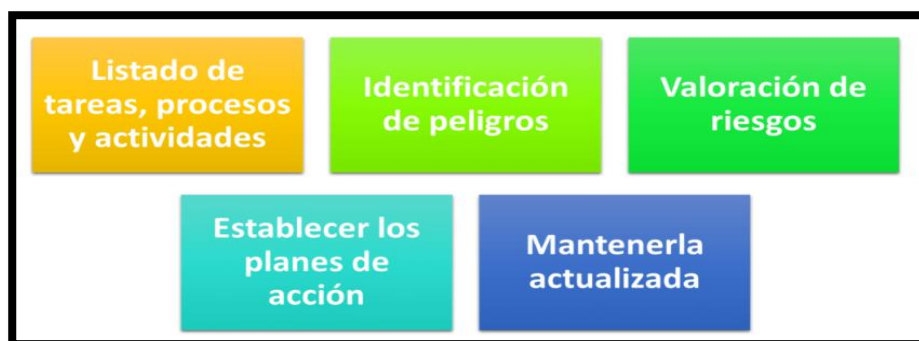 Listado de
tareas, procesos
y actividades
Identificación
de peligros
Valoración de
riesgos
Establecer los
planes de
acción
Mantenerla
actualizada